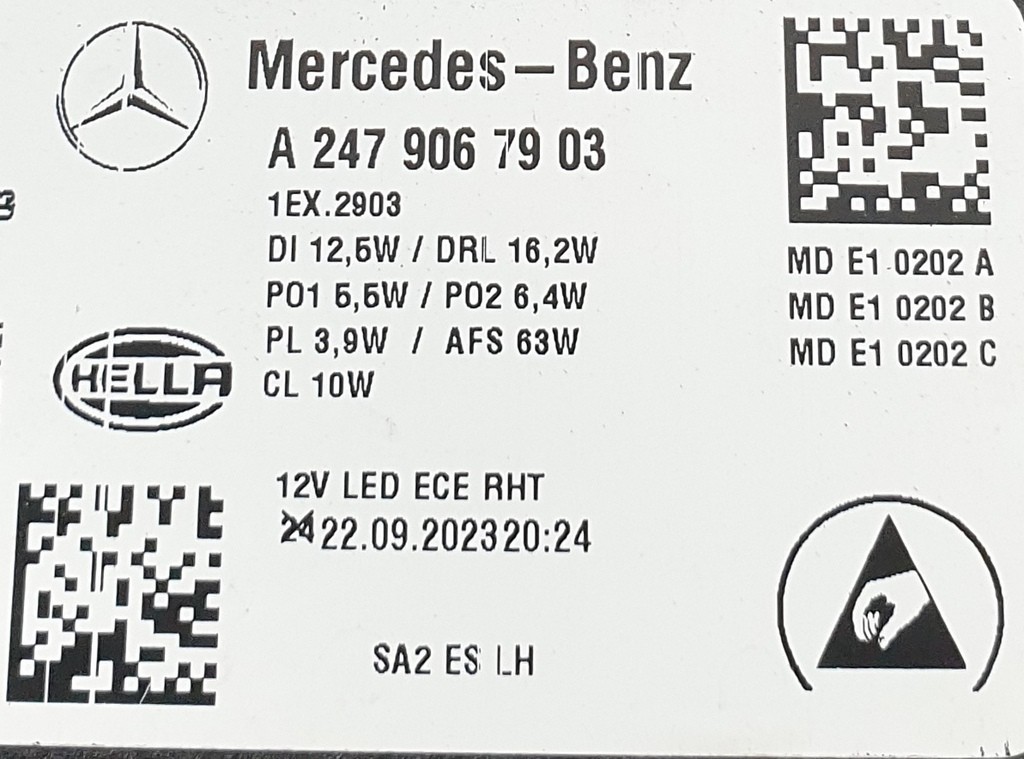 Mercedes-Benz
A 247 906 79 03
1EX.2903
DI 12,5W / DRL 16,2W
PO1 5,5W / PO2 6,4W
PL 3,9W / AFS 63W
CL 10W
MD E1 0202 A
MD E1 0202 B
MD E1 0202 C
HELLA
12V LED ECE RHT
24 22.09.2023 20:24
SA2 ES LH